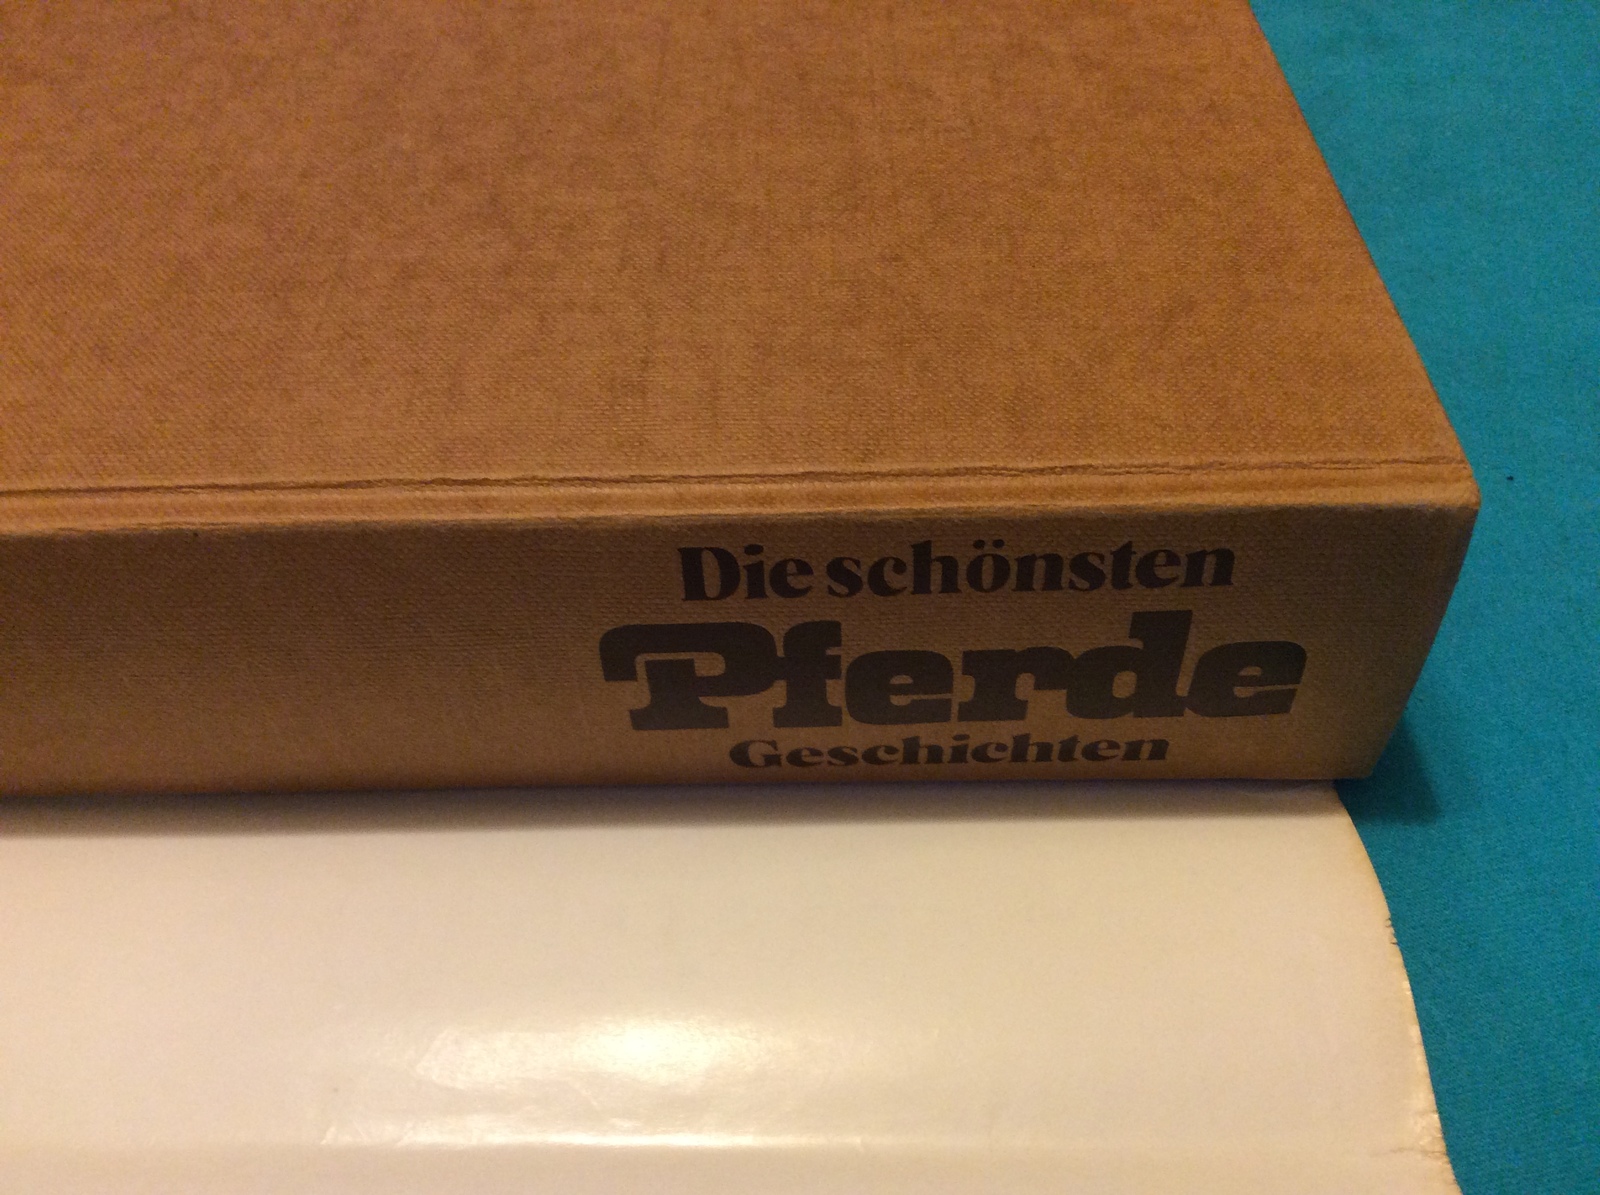 Die schönsten
Pferde
Geschichten